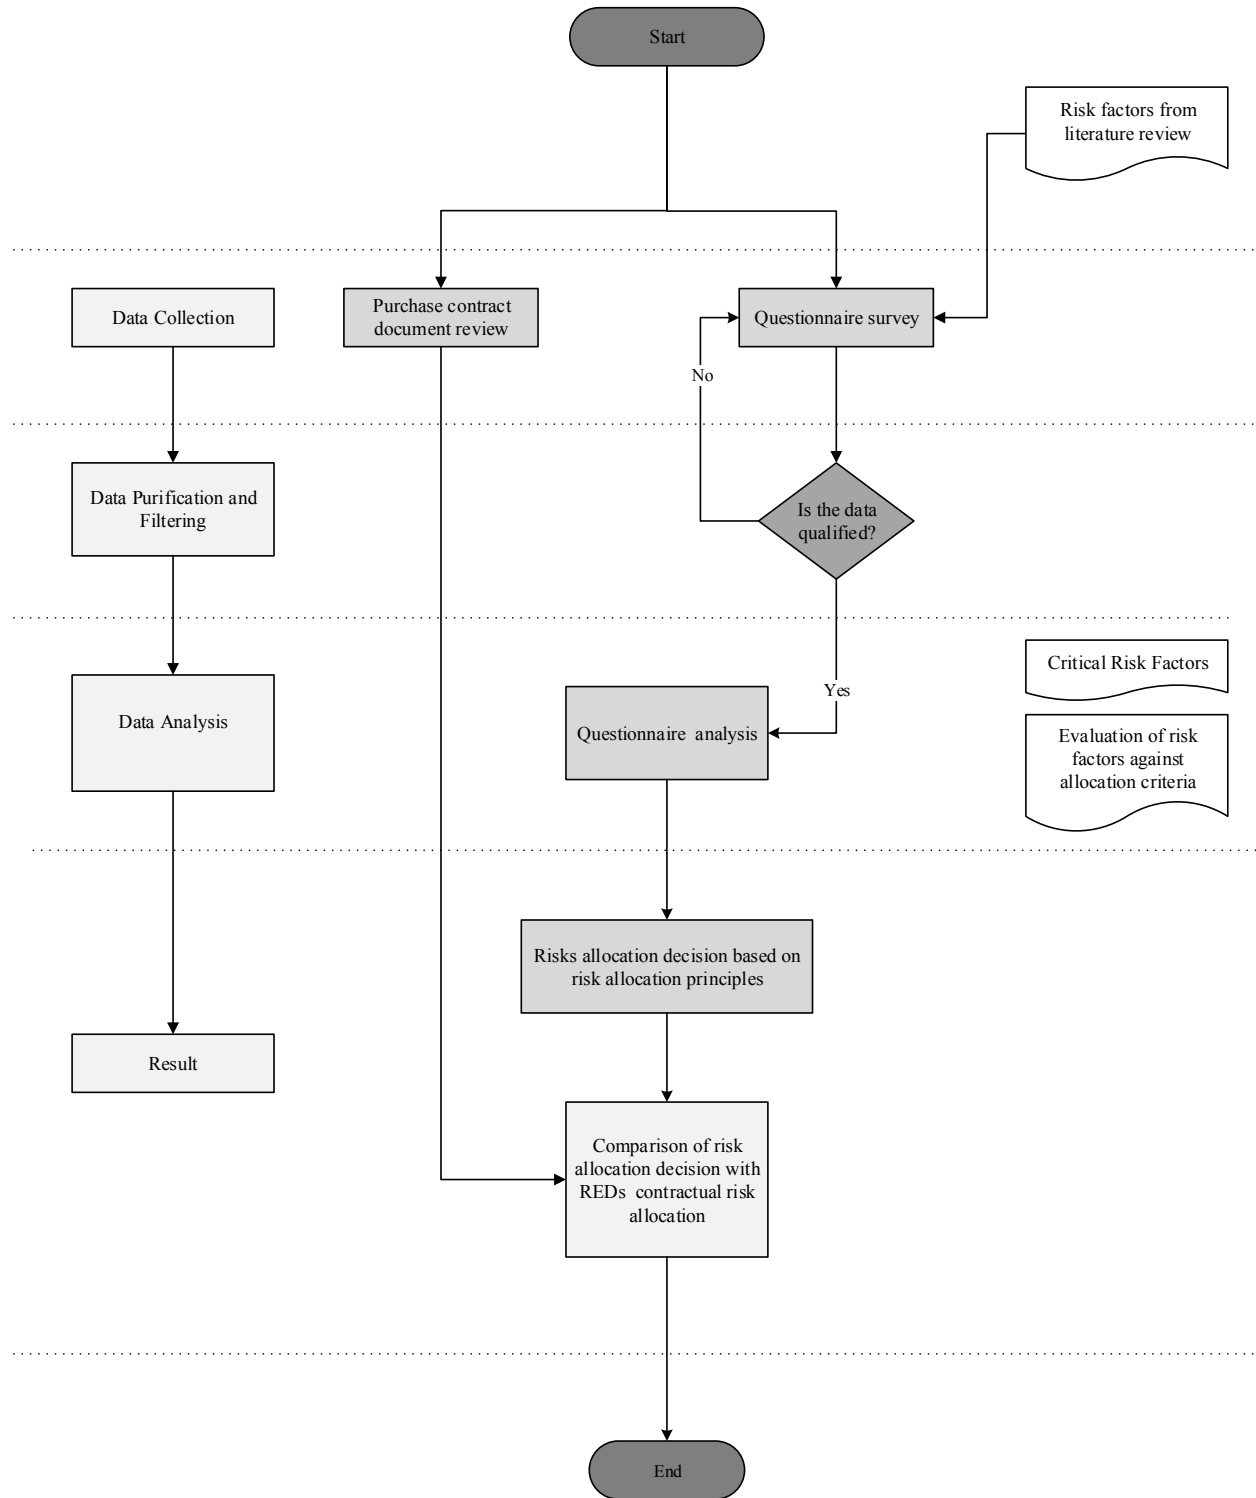 Start
Risk factors from
literature review
Data Collection
Purchase contract
document review
Questionnaire survey
No
Data Purification and
Filtering
Is the data
qualified?
Critical Risk Factors
Yes
Data Analysis
Questionnaire  analysis
Evaluation of risk
factors against
allocation criteria
Risks allocation decision based on
risk allocation principles
Result
Comparison of risk
allocation decision with
REDs  contractual risk
allocation
End